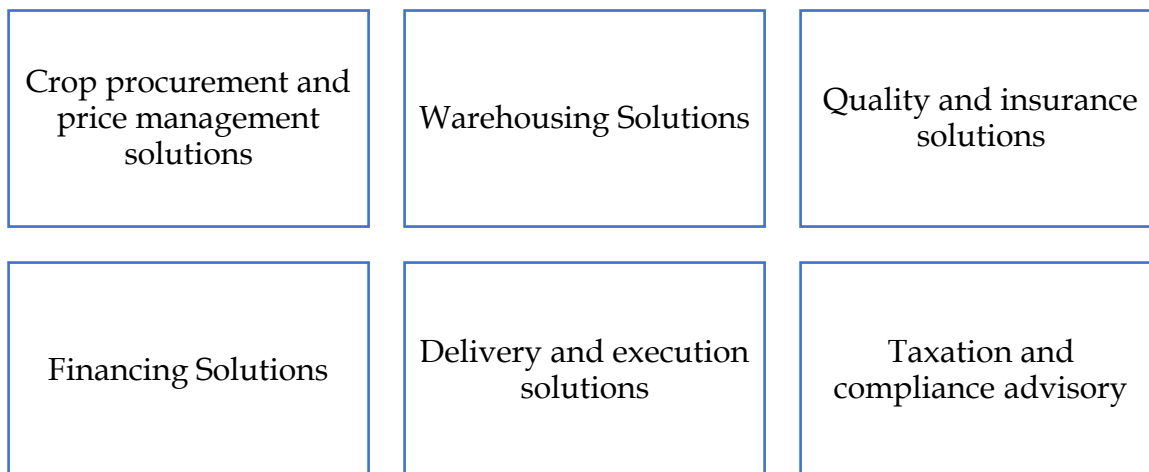 Crop procurement and
price management
solutions
Warehousing Solutions
Quality and insurance
solutions
Financing Solutions
Delivery and execution
solutions
Taxation and
compliance advisory